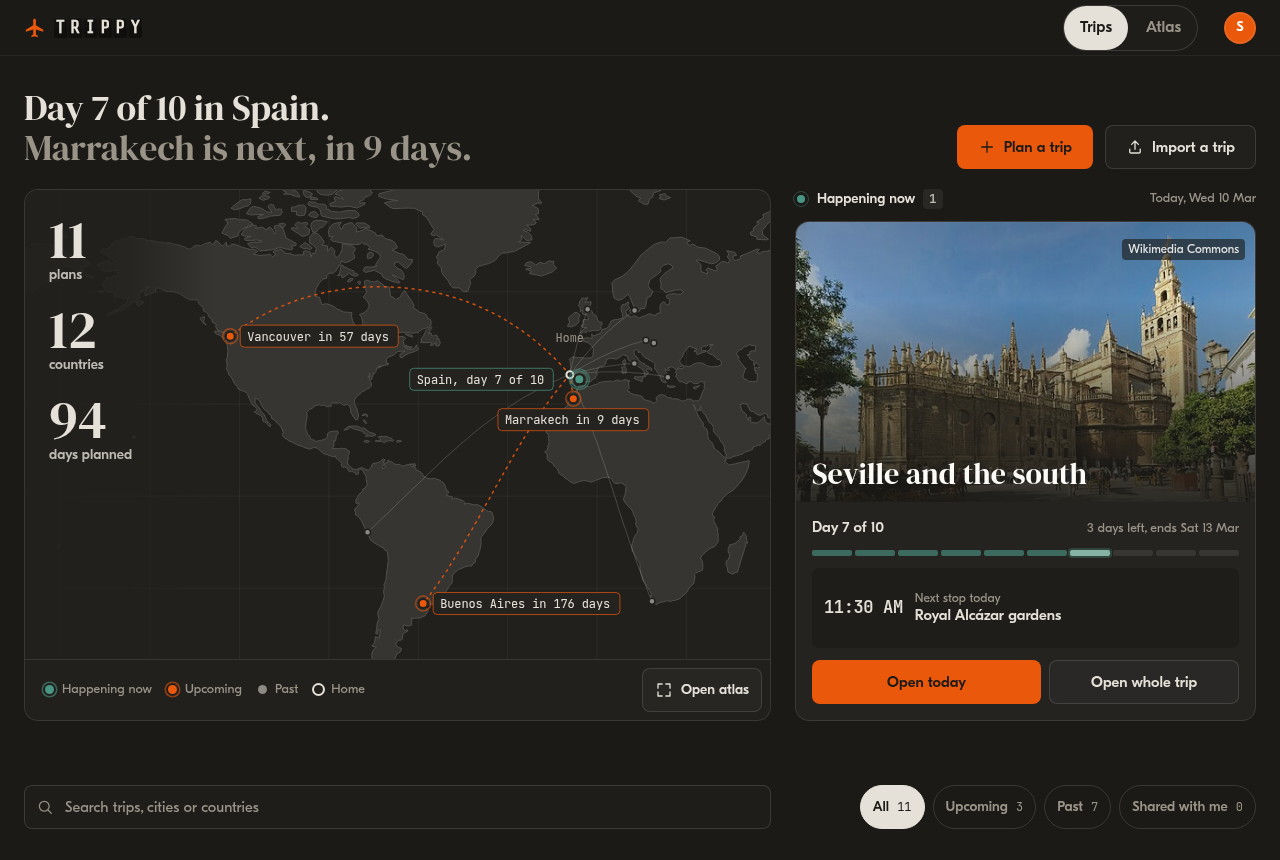 TRIPPY
Trips
Atlas
S
Day 7 of 10 in Spain.
Marrakech is next, in 9 days.
Plan a trip
Import a trip
11
plans
12
countries
94
days planned
Vancouver in 57 days
Home
Spain, day 7 of 10
Marrakech in 9 days
Buenos Aires in 176 days
Happening now
Upcoming
Past
Home
Open atlas
Happening now 1
Today, Wed 10 Mar
Wikimedia Commons
Seville and the south
Day 7 of 10
3 days left, ends Sat 13 Mar
11:30 AM
Next stop today
Royal Alcázar gardens
Open today
Open whole trip
Search trips, cities or countries
All 11
Upcoming 3
Past 7
Shared with me 0